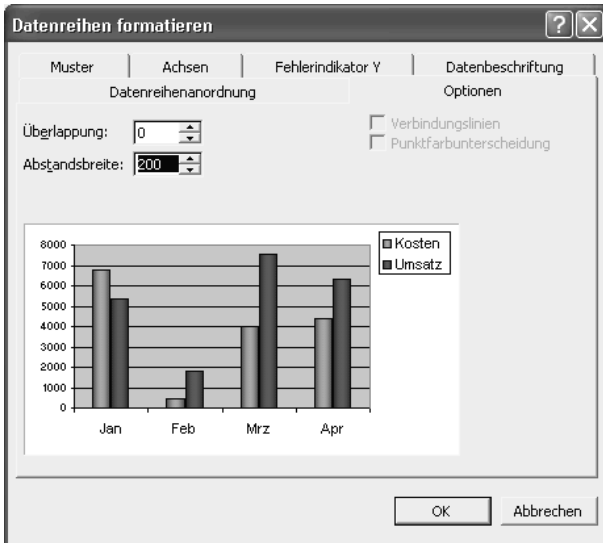 Datenreihen formatieren
Muster
Achsen
Fehlerindikator Y
Datenbeschriftung
Datenreihenanordnung
Optionen
Überlappung: 0
Abstandsbreite: 200
Verbindungslinien
Punktfarbunterscheidung
8000
7000
6000
5000
4000
3000
2000
1000
0
Jan Feb Mrz Apr
Kosten
Umsatz
OK
Abbrechen